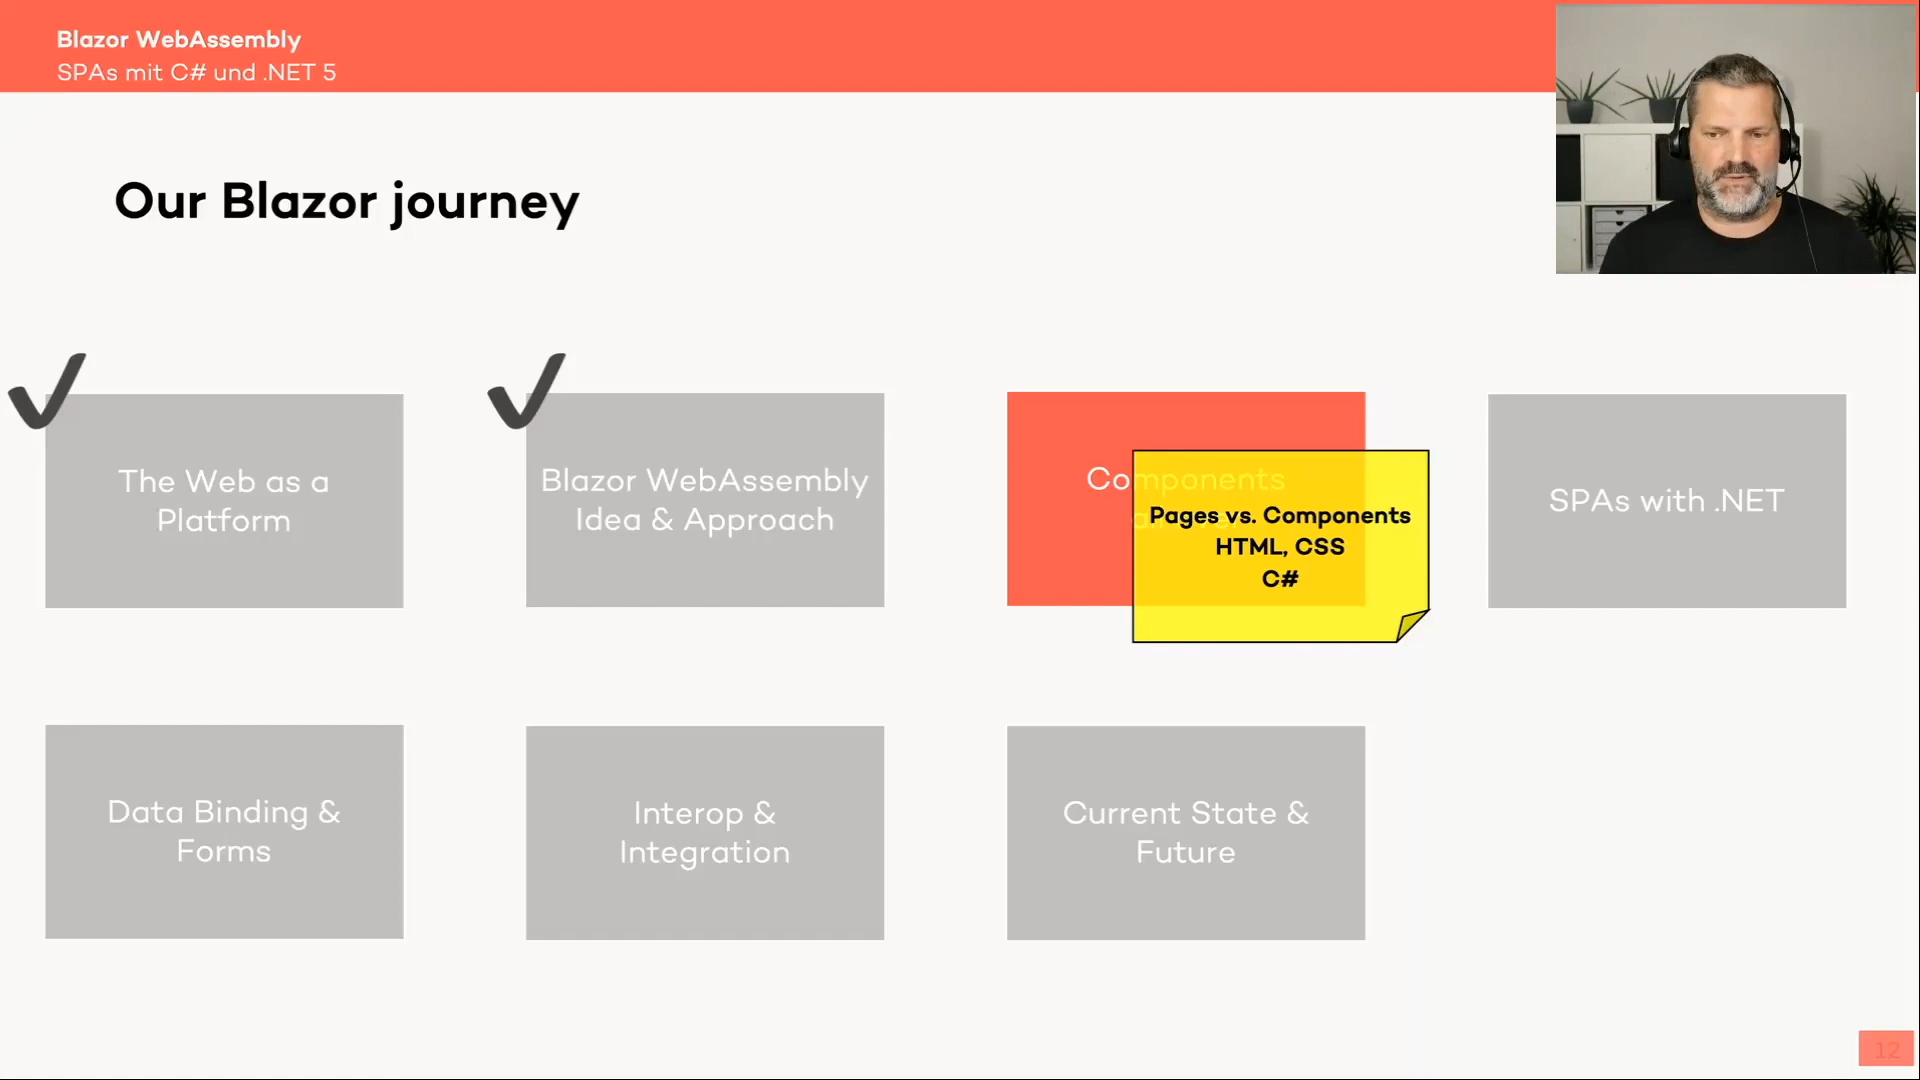 Blazor WebAssembly
SPAs mit C# und .NET 5
Our Blazor journey
The Web as a
Platform
Blazor WebAssembly
Idea & Approach
Components
Pages vs. Components
HTML, CSS
C#
SPAs with .NET
Data Binding &
Forms
Interop &
Integration
Current State &
Future
12